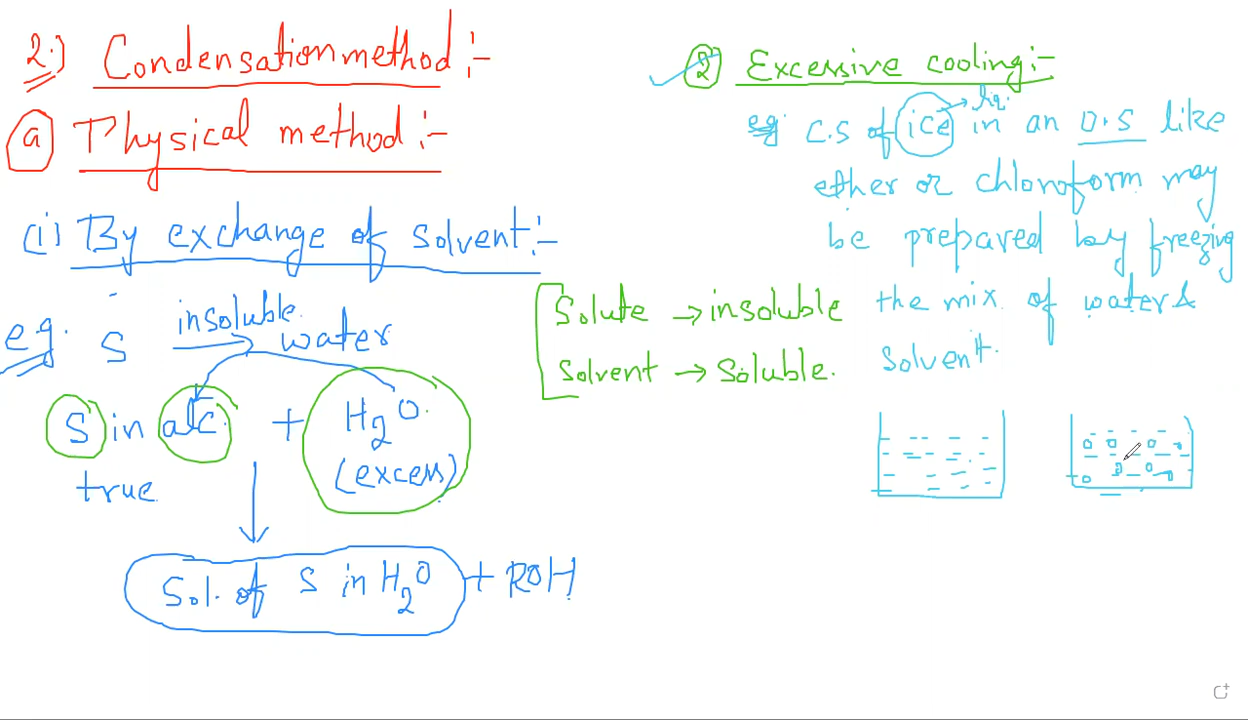 2.) Condensation method :-
a Physical method :-
(i) By exchange of solvent :-
eg. S insoluble → water
S in alc. + H2O
true (excess)
↓
Sol. of S in H2O + ROH
Solute → insoluble
Solvent → soluble.
② Excessive cooling :-
eg: C.S of ice → liq. in an O.S like
ether or chloroform may
be prepared by freezing
the mix. of water &
solvent.